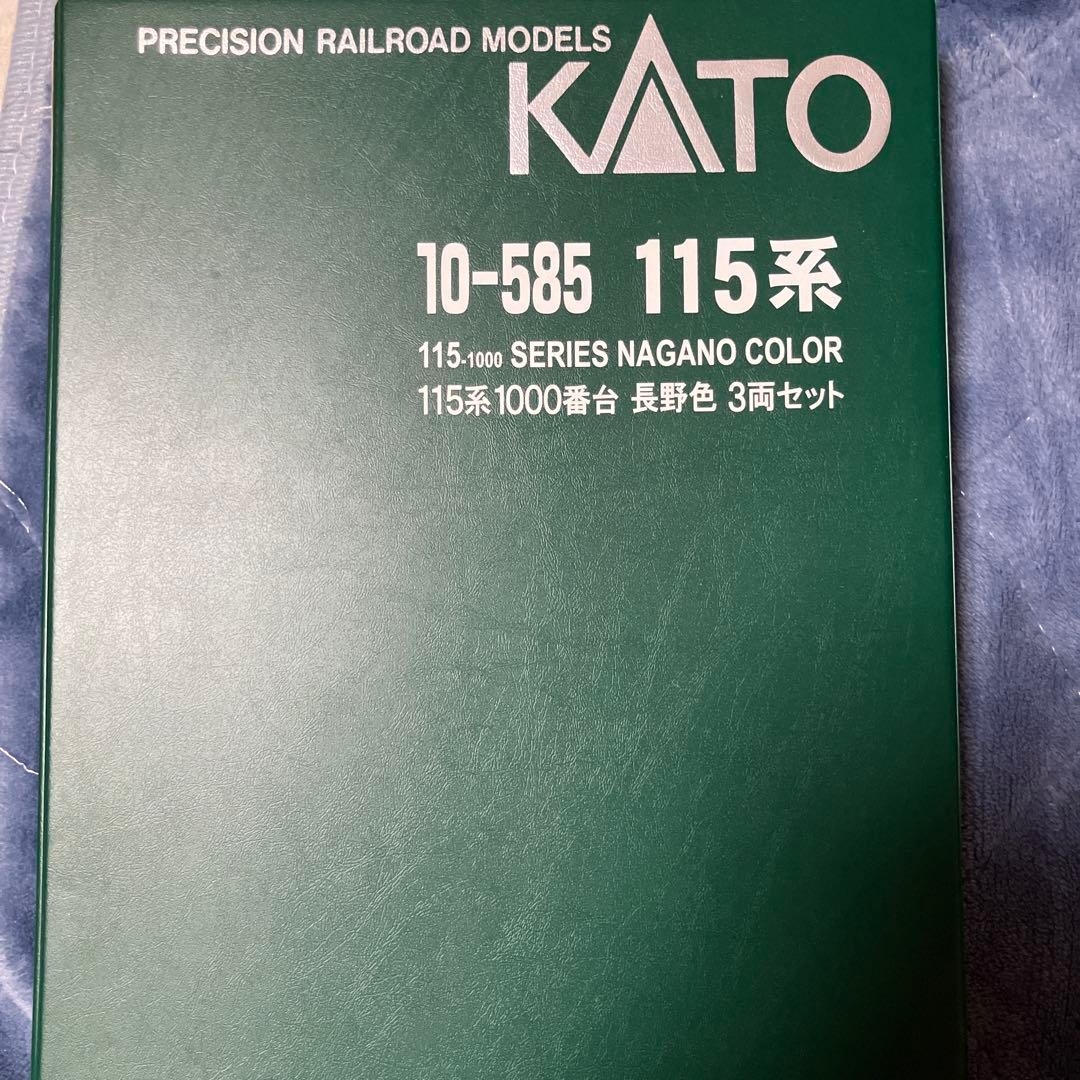 PRECISION RAILROAD MODELS
KATO
10-585 115系
115-1000 SERIES NAGANO COLOR
115系1000番台 長野色 3両セット